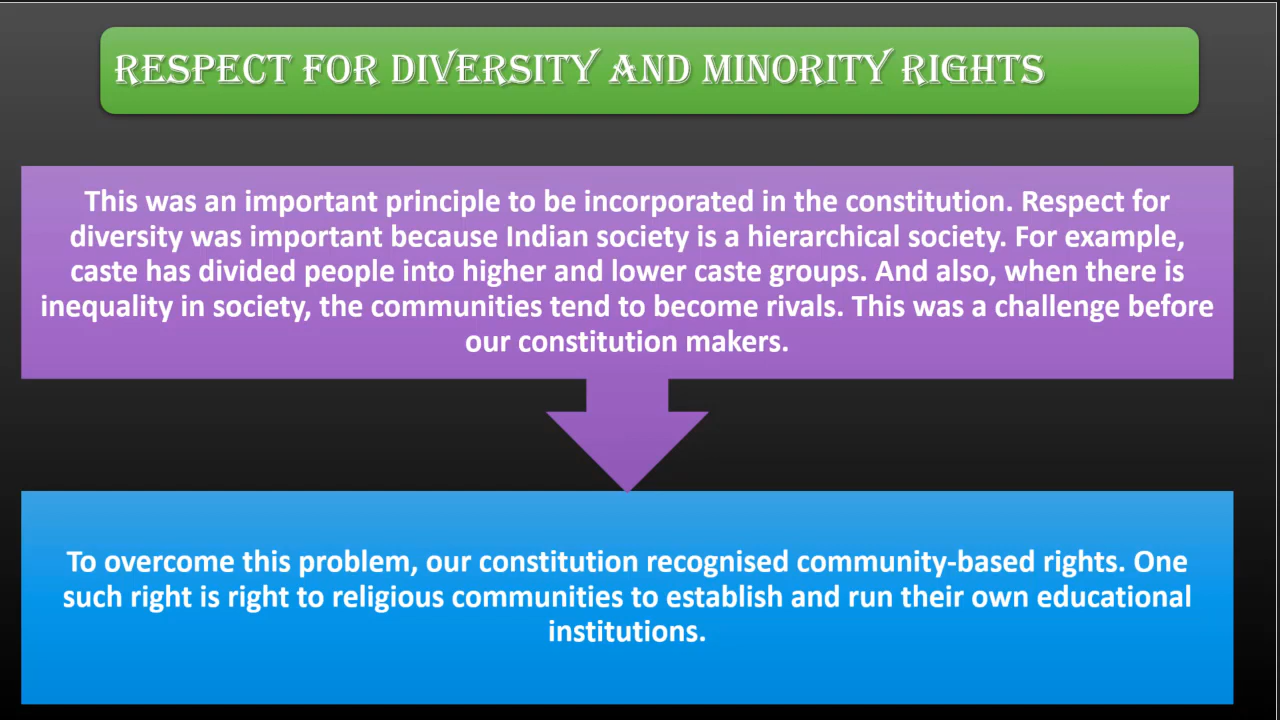 RESPECT FOR DIVERSITY AND MINORITY RIGHTS
This was an important principle to be incorporated in the constitution. Respect for
diversity was important because Indian society is a hierarchical society. For example,
caste has divided people into higher and lower caste groups. And also, when there is
inequality in society, the communities tend to become rivals. This was a challenge before
our constitution makers.
To overcome this problem, our constitution recognised community-based rights. One
such right is right to religious communities to establish and run their own educational
institutions.